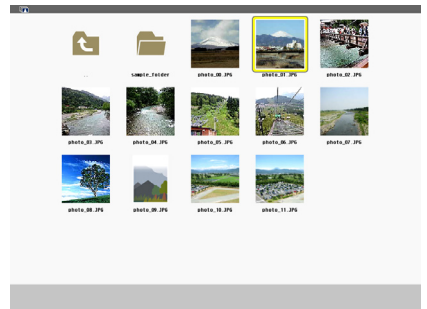 ..
sample_folder
photo_00.JPG
photo_01.JPG
photo_02.JPG
photo_03.JPG
photo_04.JPG
photo_05.JPG
photo_06.JPG
photo_07.JPG
photo_08.JPG
photo_09.JPG
photo_10.JPG
photo_11.JPG